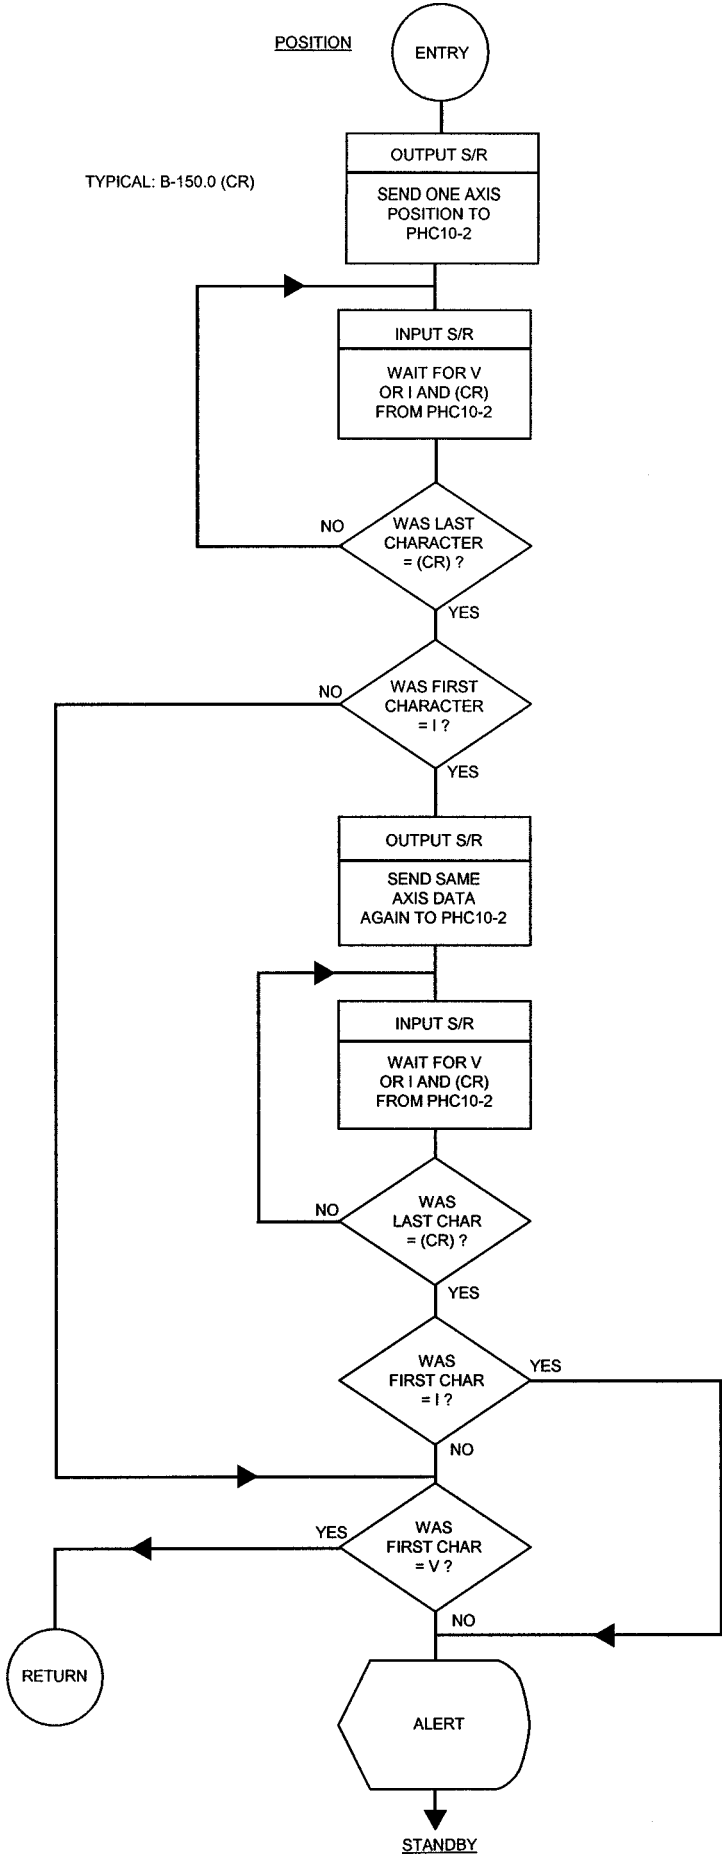 POSITION
ENTRY
OUTPUT S/R
TYPICAL: B-150.0 (CR)
SEND ONE AXIS
POSITION TO
PHC10-2
INPUT S/R
WAIT FOR V
OR I AND (CR)
FROM PHC10-2
NO
WAS LAST
CHARACTER
= (CR) ?
YES
NO
WAS FIRST
CHARACTER
= I ?
YES
OUTPUT S/R
SEND SAME
AXIS DATA
AGAIN TO PHC10-2
INPUT S/R
WAIT FOR V
OR I AND (CR)
FROM PHC10-2
NO
WAS
LAST CHAR
= (CR) ?
YES
WAS
FIRST CHAR
= I ?
YES
NO
YES
WAS
FIRST CHAR
= V ?
NO
RETURN
ALERT
STANDBY